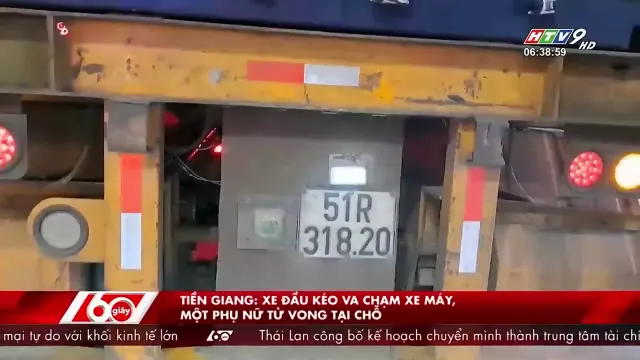 HTV9 HD
06:38:59
51R
318.20
60 giây
TIỀN GIANG: XE ĐẦU KÉO VA CHẠM XE MÁY,
MỘT PHỤ NỮ TỬ VONG TẠI CHỖ
mại tự do với khối kinh tế lớn Thái Lan công bố kế hoạch chuyển mình thành trung tâm tài ch